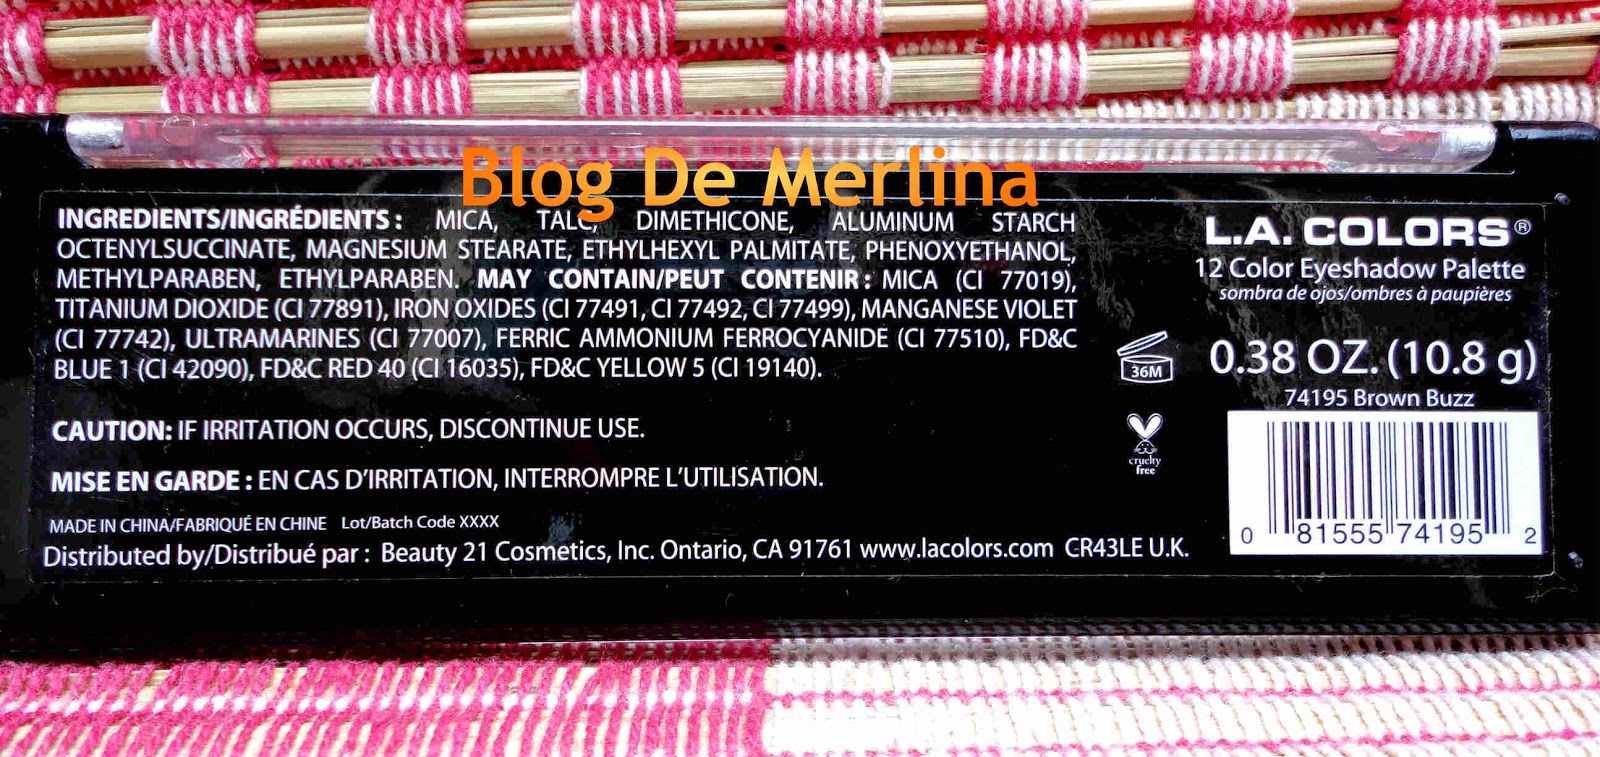 Blog De Merlina
INGREDIENTS/INGRÉDIENTS : MICA, TALC, DIMETHICONE, ALUMINUM STARCH
OCTENYLSUCCINATE, MAGNESIUM STEARATE, ETHYLHEXYL PALMITATE, PHENOXYETHANOL,
METHYLPARABEN, ETHYLPARABEN. MAY CONTAIN/PEUT CONTENIR : MICA (CI 77019),
TITANIUM DIOXIDE (CI 77891), IRON OXIDES (CI 77491, CI 77492, CI 77499), MANGANESE VIOLET
(CI 77742), ULTRAMARINES (CI 77007), FERRIC AMMONIUM FERROCYANIDE (CI 77510), FD&C
BLUE 1 (CI 42090), FD&C RED 40 (CI 16035), FD&C YELLOW 5 (CI 19140).
CAUTION: IF IRRITATION OCCURS, DISCONTINUE USE.
MISE EN GARDE : EN CAS D'IRRITATION, INTERROMPRE L'UTILISATION.
MADE IN CHINA/FABRIQUÉ EN CHINE Lot/Batch Code XXXX
Distributed by/Distribué par : Beauty 21 Cosmetics, Inc. Ontario, CA 91761 www.lacolors.com CR43LE U.K.
36M
cruelty
free
L.A. COLORS®
12 Color Eyeshadow Palette
sombra de ojos/ombres à paupières
0.38 OZ. (10.8 g)
74195 Brown Buzz
0 81555 74195 2